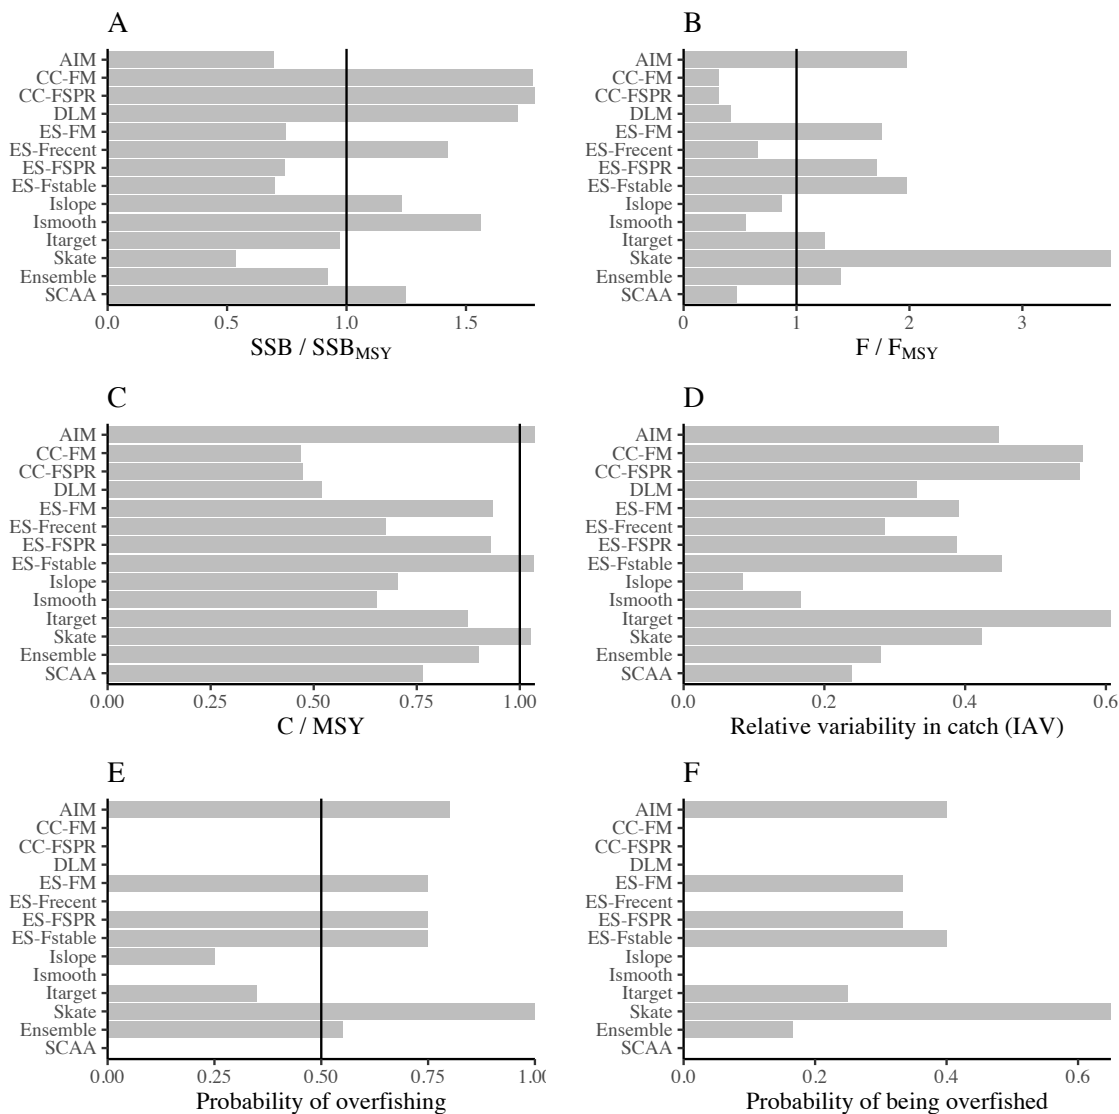 A
AIM
CC-FM
CC-FSPR
DLM
ES-FM
ES-Frecent
ES-FSPR
ES-Fstable
Islope
Ismooth
Itarget
Skate
Ensemble
SCAA
0.0 0.5 1.0 1.5
SSB / SSBMSY
B
AIM
CC-FM
CC-FSPR
DLM
ES-FM
ES-Frecent
ES-FSPR
ES-Fstable
Islope
Ismooth
Itarget
Skate
Ensemble
SCAA
0 1 2 3
F / FMSY
C
AIM
CC-FM
CC-FSPR
DLM
ES-FM
ES-Frecent
ES-FSPR
ES-Fstable
Islope
Ismooth
Itarget
Skate
Ensemble
SCAA
0.00 0.25 0.50 0.75 1.00
C / MSY
D
AIM
CC-FM
CC-FSPR
DLM
ES-FM
ES-Frecent
ES-FSPR
ES-Fstable
Islope
Ismooth
Itarget
Skate
Ensemble
SCAA
0.0 0.2 0.4 0.6
Relative variability in catch (IAV)
E
AIM
CC-FM
CC-FSPR
DLM
ES-FM
ES-Frecent
ES-FSPR
ES-Fstable
Islope
Ismooth
Itarget
Skate
Ensemble
SCAA
0.00 0.25 0.50 0.75 1.00
Probability of overfishing
F
AIM
CC-FM
CC-FSPR
DLM
ES-FM
ES-Frecent
ES-FSPR
ES-Fstable
Islope
Ismooth
Itarget
Skate
Ensemble
SCAA
0.0 0.2 0.4 0.6
Probability of being overfished